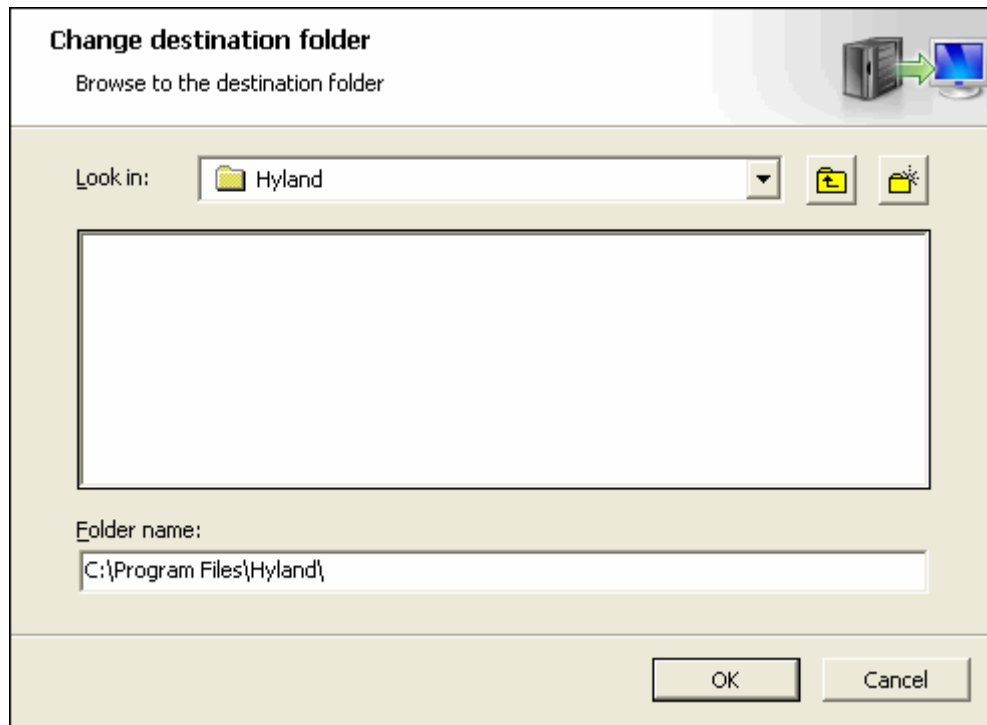 Change destination folder
Browse to the destination folder
Look in: Hyland
Folder name:
C:\Program Files\Hyland\
OK Cancel